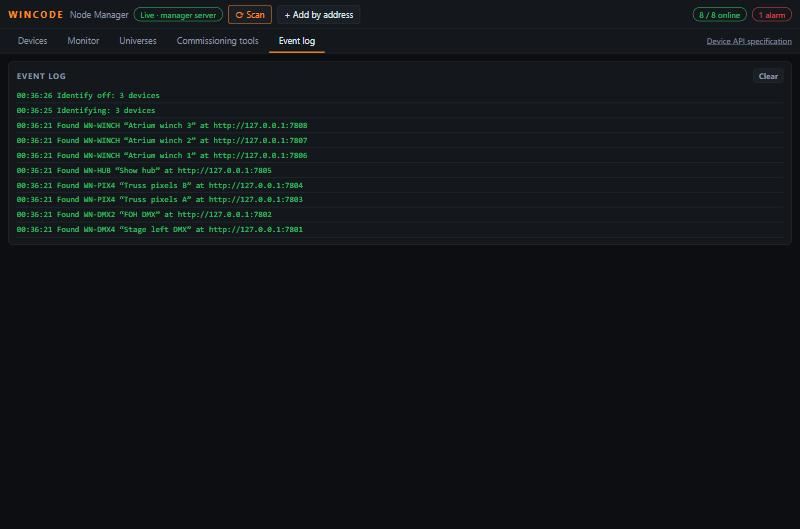 WINCODE Node Manager Live · manager server Scan + Add by address 8 / 8 online 1 alarm
Devices Monitor Universes Commissioning tools Event log Device API specification
EVENT LOG Clear
00:36:26 Identify off: 3 devices
00:36:25 Identifying: 3 devices
00:36:21 Found WN-WINCH “Atrium winch 3” at http://127.0.0.1:7808
00:36:21 Found WN-WINCH “Atrium winch 2” at http://127.0.0.1:7807
00:36:21 Found WN-WINCH “Atrium winch 1” at http://127.0.0.1:7806
00:36:21 Found WN-HUB “Show hub” at http://127.0.0.1:7805
00:36:21 Found WN-PIX4 “Truss pixels B” at http://127.0.0.1:7804
00:36:21 Found WN-PIX4 “Truss pixels A” at http://127.0.0.1:7803
00:36:21 Found WN-DMX2 “FOH DMX” at http://127.0.0.1:7802
00:36:21 Found WN-DMX4 “Stage left DMX” at http://127.0.0.1:7801